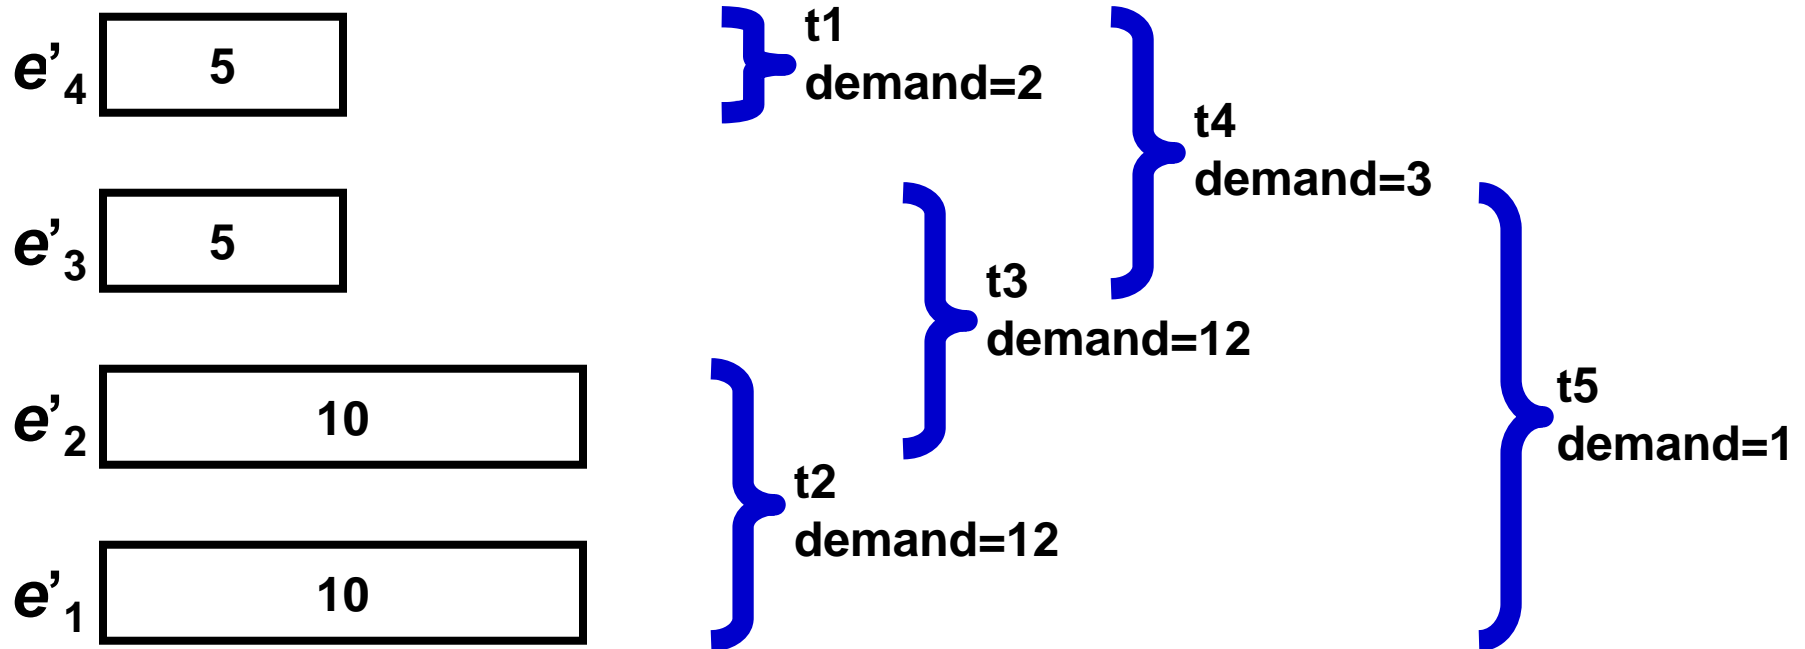 e’4 5
t1
demand=2
t4
demand=3
e’3 5
t3
demand=12
e’2 10
t5
demand=1
t2
demand=12
e’1 10